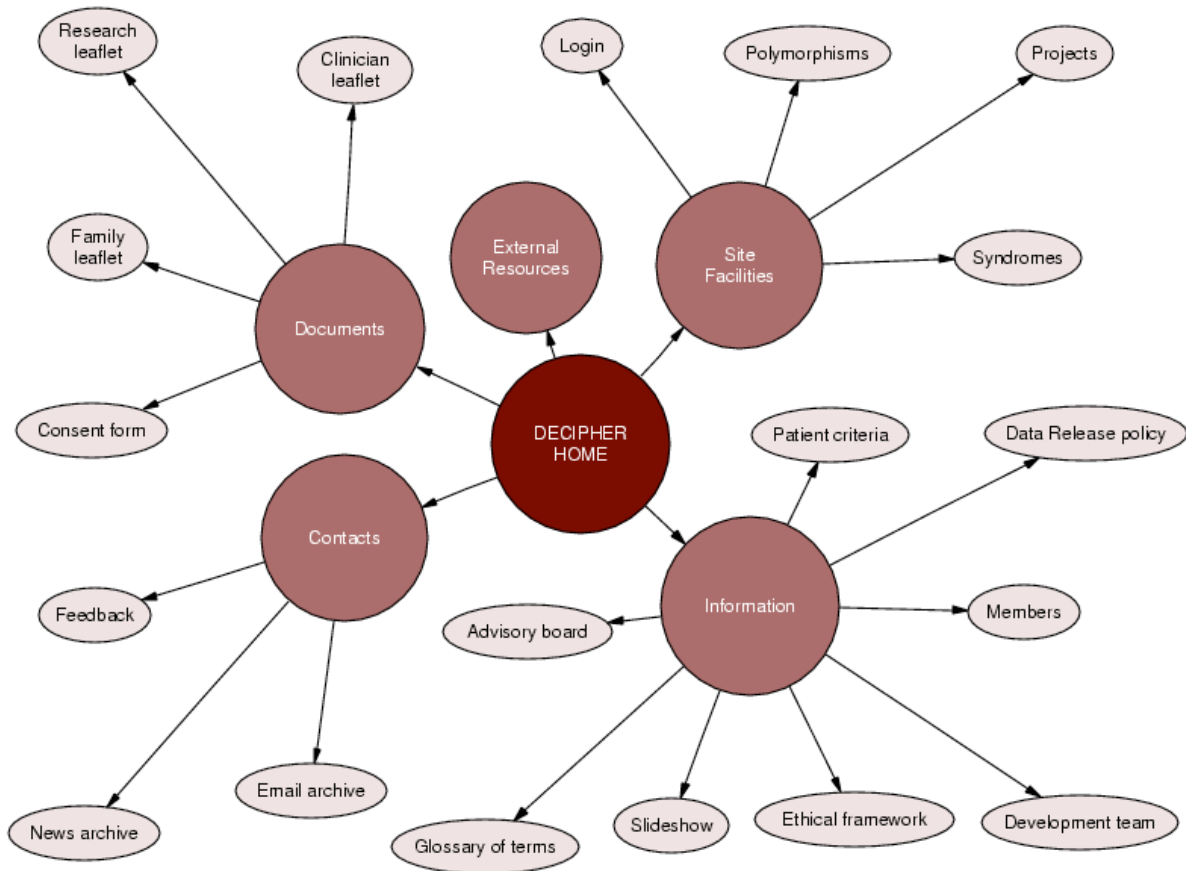 Research
leaflet
Clinician
leaflet
Login
Polymorphisms
Projects
Family
leaflet
External
Resources
Site
Facilities
Syndromes
Documents
Consent form
DECIPHER
HOME
Patient criteria
Data Release policy
Contacts
Feedback
Advisory board
Information
Members
News archive
Email archive
Glossary of terms
Slideshow
Ethical framework
Development team